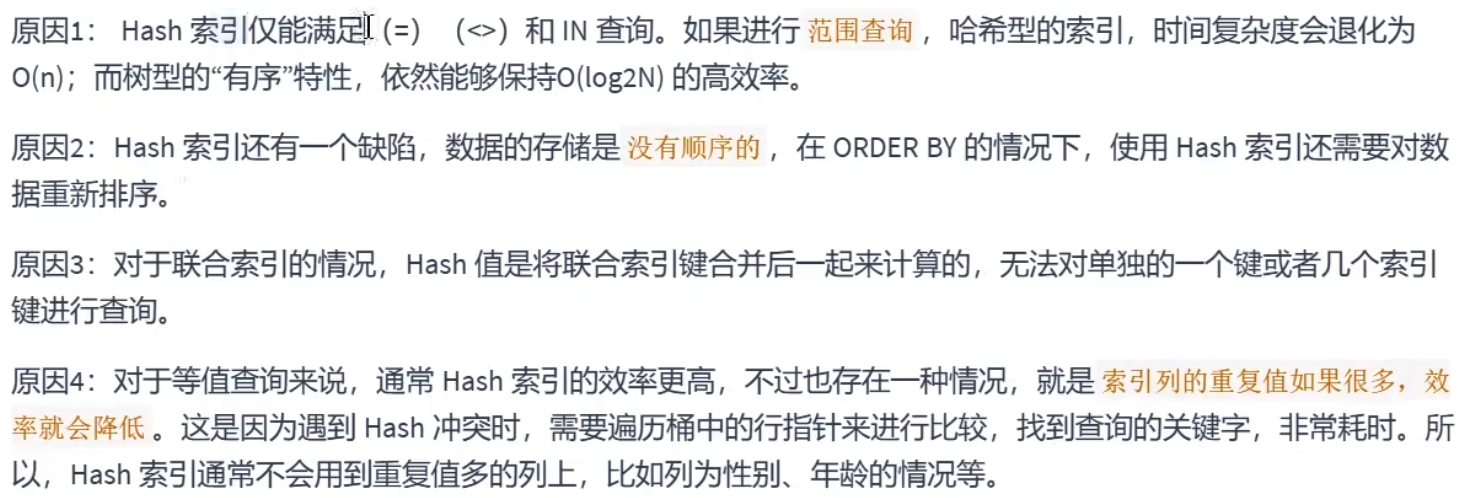 原因1： Hash 索引仅能满足 (=) （<>）和 IN 查询。如果进行 范围查询 ，哈希型的索引，时间复杂度会退化为
O(n)；而树型的“有序”特性，依然能够保持O(log2N) 的高效率。
原因2：Hash 索引还有一个缺陷，数据的存储是 没有顺序的 ，在 ORDER BY 的情况下，使用 Hash 索引还需要对数
据重新排序。
原因3：对于联合索引的情况，Hash 值是将联合索引键合并后一起来计算的，无法对单独的一个键或者几个索引
键进行查询。
原因4：对于等值查询来说，通常 Hash 索引的效率更高，不过也存在一种情况，就是 索引列的重复值如果很多，效
率就会降低 。这是因为遇到 Hash 冲突时，需要遍历桶中的行指针来进行比较，找到查询的关键字，非常耗时。所
以，Hash 索引通常不会用到重复值多的列上，比如列为性别、年龄的情况等。